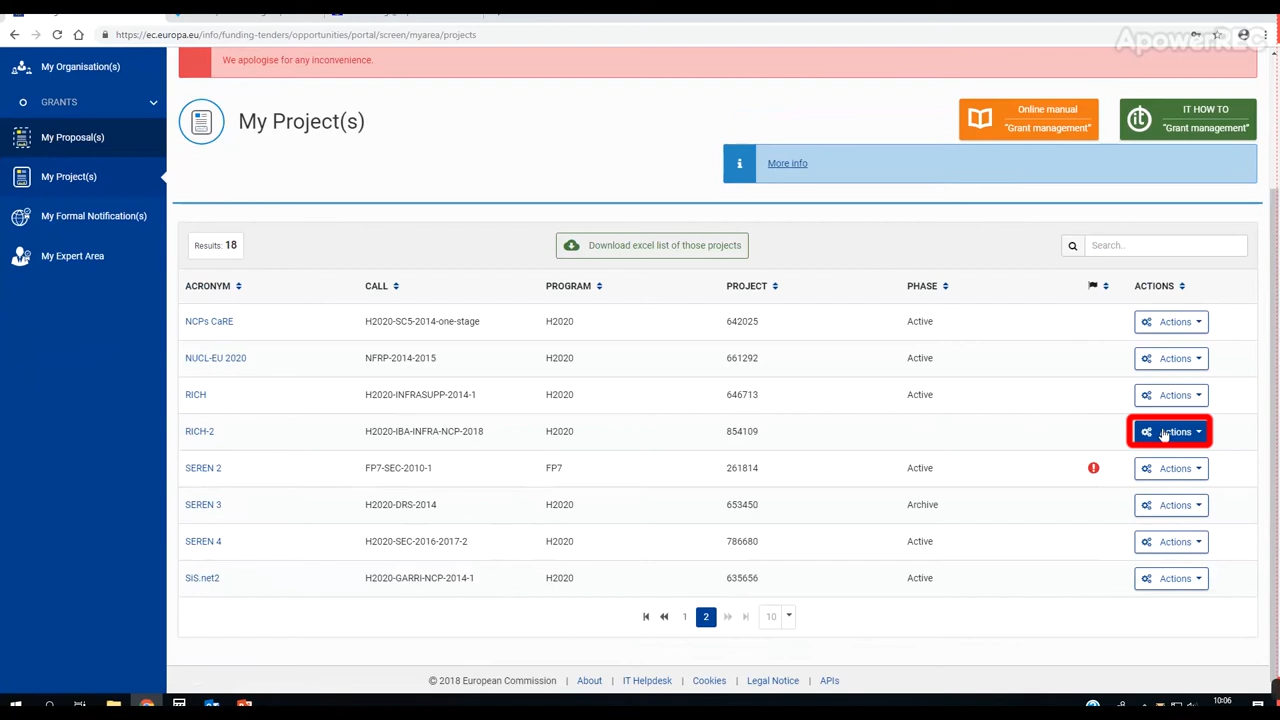 https://ec.europa.eu/info/funding-tenders/opportunities/portal/screen/myarea/projects
ApowerREC
My Organisation(s)
GRANTS
My Proposal(s)
My Project(s)
My Formal Notification(s)
My Expert Area
We apologise for any inconvenience.
My Project(s)
Online manual
"Grant management"
IT HOW TO
"Grant management"
More info
Results: 18
Download excel list of those projects
Search..
ACRONYM CALL PROGRAM PROJECT PHASE ACTIONS
NCPs CaRE H2020-SC5-2014-one-stage H2020 642025 Active Actions
NUCL-EU 2020 NFRP-2014-2015 H2020 661292 Active Actions
RICH H2020-INFRASUPP-2014-1 H2020 646713 Active Actions
RICH-2 H2020-IBA-INFRA-NCP-2018 H2020 854109 Actions
SEREN 2 FP7-SEC-2010-1 FP7 261814 Active Actions
SEREN 3 H2020-DRS-2014 H2020 653450 Archive Actions
SEREN 4 H2020-SEC-2016-2017-2 H2020 786680 Active Actions
SiS.net2 H2020-GARRI-NCP-2014-1 H2020 635656 Active Actions
1 2 10
© 2018 European Commission | About | IT Helpdesk | Cookies | Legal Notice | APIs
10:06